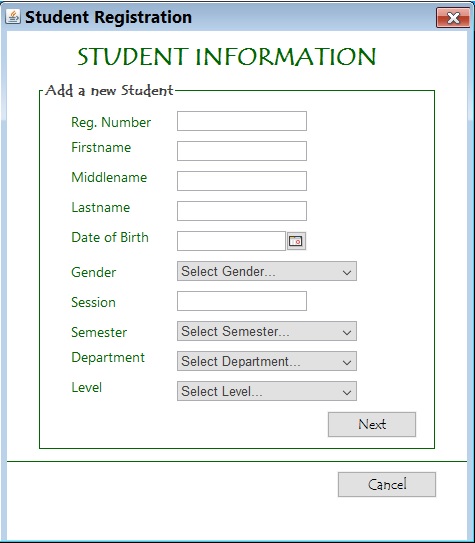 Student Registration
STUDENT INFORMATION
Add a new Student
Reg. Number
Firstname
Middlename
Lastname
Date of Birth
Gender Select Gender...
Session
Semester Select Semester...
Department Select Department...
Level Select Level...
Next
Cancel